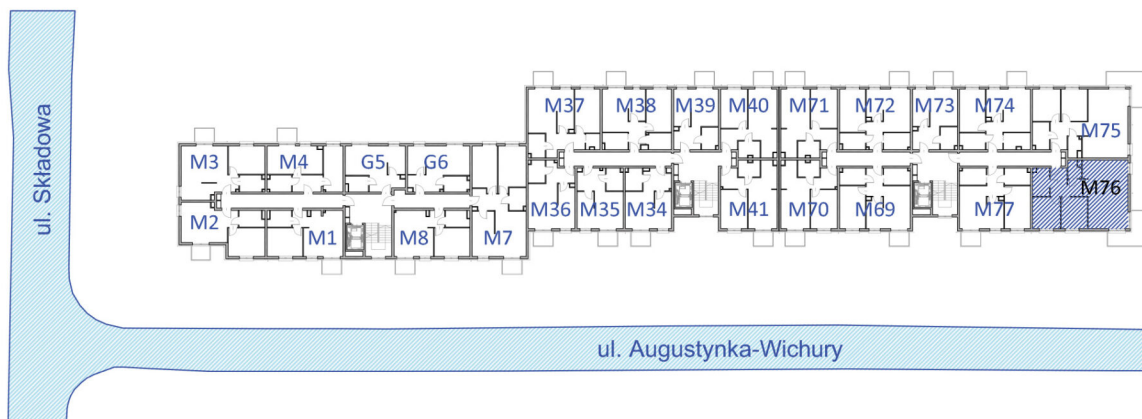 ul. Składowa
M37 M38 M39 M40 M71 M72 M73 M74 M75
M3 M4 G5 G6
M76
M2 M1 M8 M7 M36 M35 M34 M41 M70 M69 M77
ul. Augustynka-Wichury